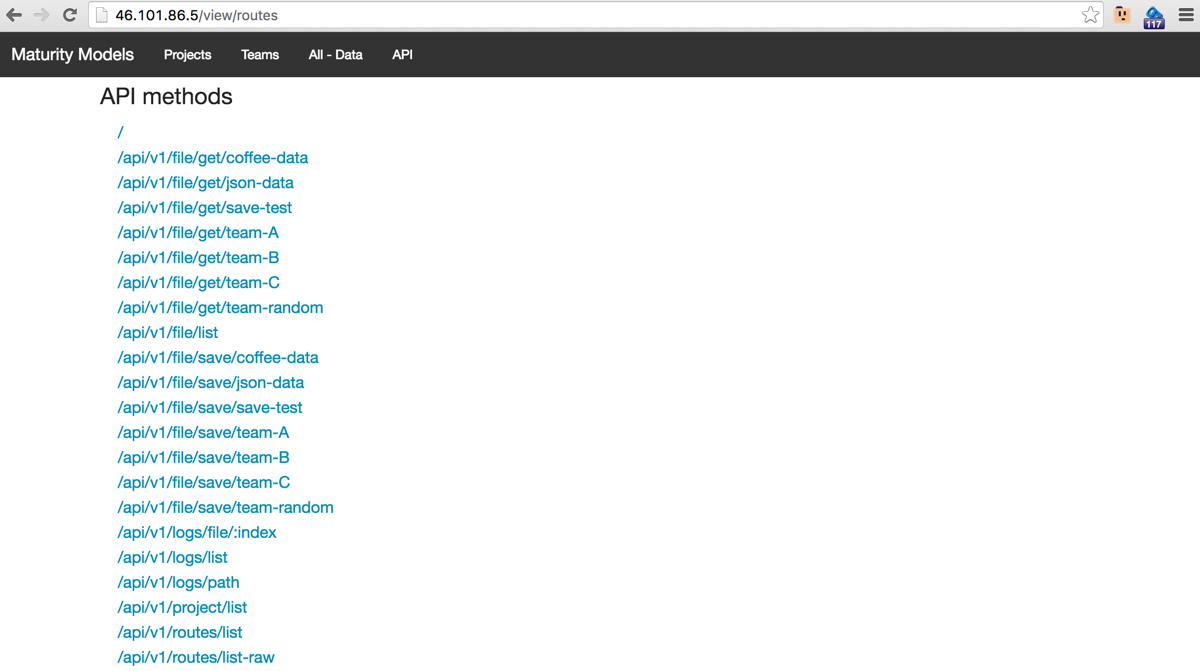 46.101.86.5/view/routes
117
Maturity Models Projects Teams All - Data API
API methods
/
/api/v1/file/get/coffee-data
/api/v1/file/get/json-data
/api/v1/file/get/save-test
/api/v1/file/get/team-A
/api/v1/file/get/team-B
/api/v1/file/get/team-C
/api/v1/file/get/team-random
/api/v1/file/list
/api/v1/file/save/coffee-data
/api/v1/file/save/json-data
/api/v1/file/save/save-test
/api/v1/file/save/team-A
/api/v1/file/save/team-B
/api/v1/file/save/team-C
/api/v1/file/save/team-random
/api/v1/logs/file/:index
/api/v1/logs/list
/api/v1/logs/path
/api/v1/project/list
/api/v1/routes/list
/api/v1/routes/list-raw